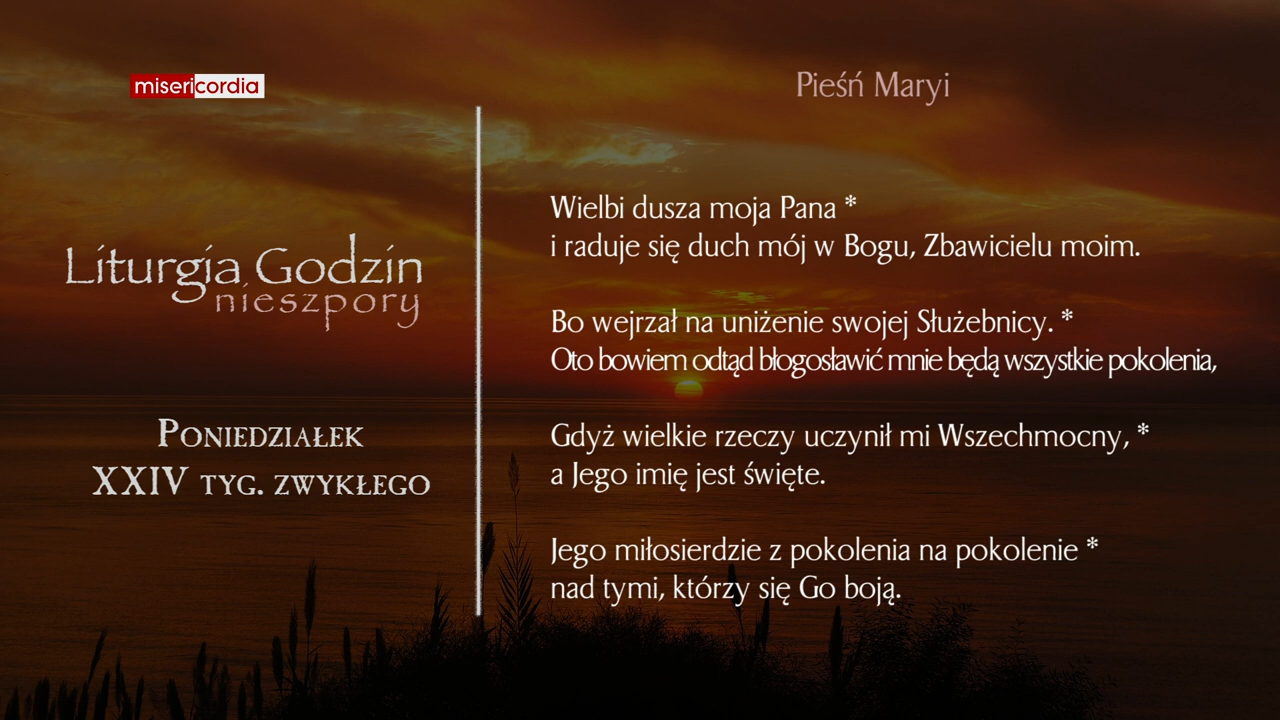 misericordia
Liturgia Godzin
nieszpory
Poniedziałek
XXIV tyg. zwykłego
Pieśń Maryi
Wielbi dusza moja Pana *
i raduje się duch mój w Bogu, Zbawicielu moim.
Bo wejrzał na uniżenie swojej Służebnicy. *
Oto bowiem odtąd błogosławić mnie będą wszystkie pokolenia,
Gdyż wielkie rzeczy uczynił mi Wszechmocny, *
a Jego imię jest święte.
Jego miłosierdzie z pokolenia na pokolenie *
nad tymi, którzy się Go boją.